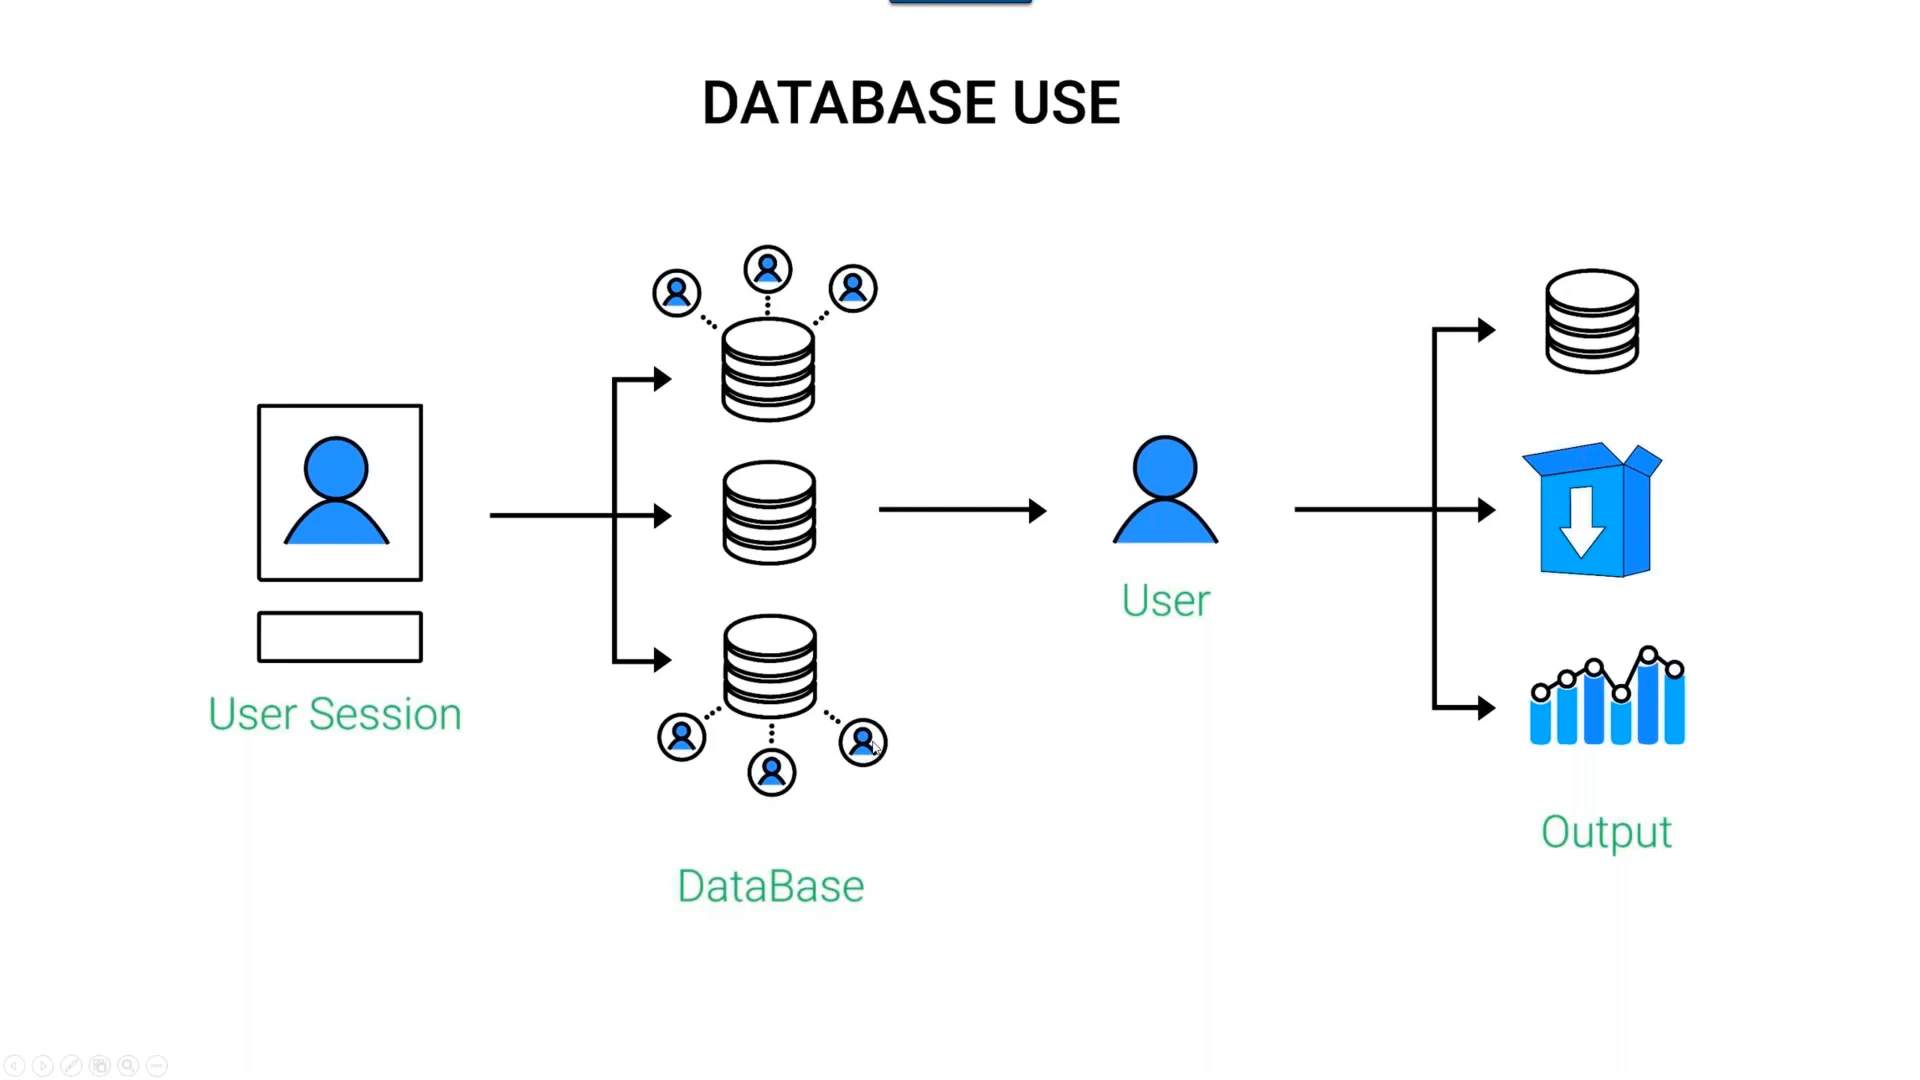 DATABASE USE
User Session
DataBase
User
Output